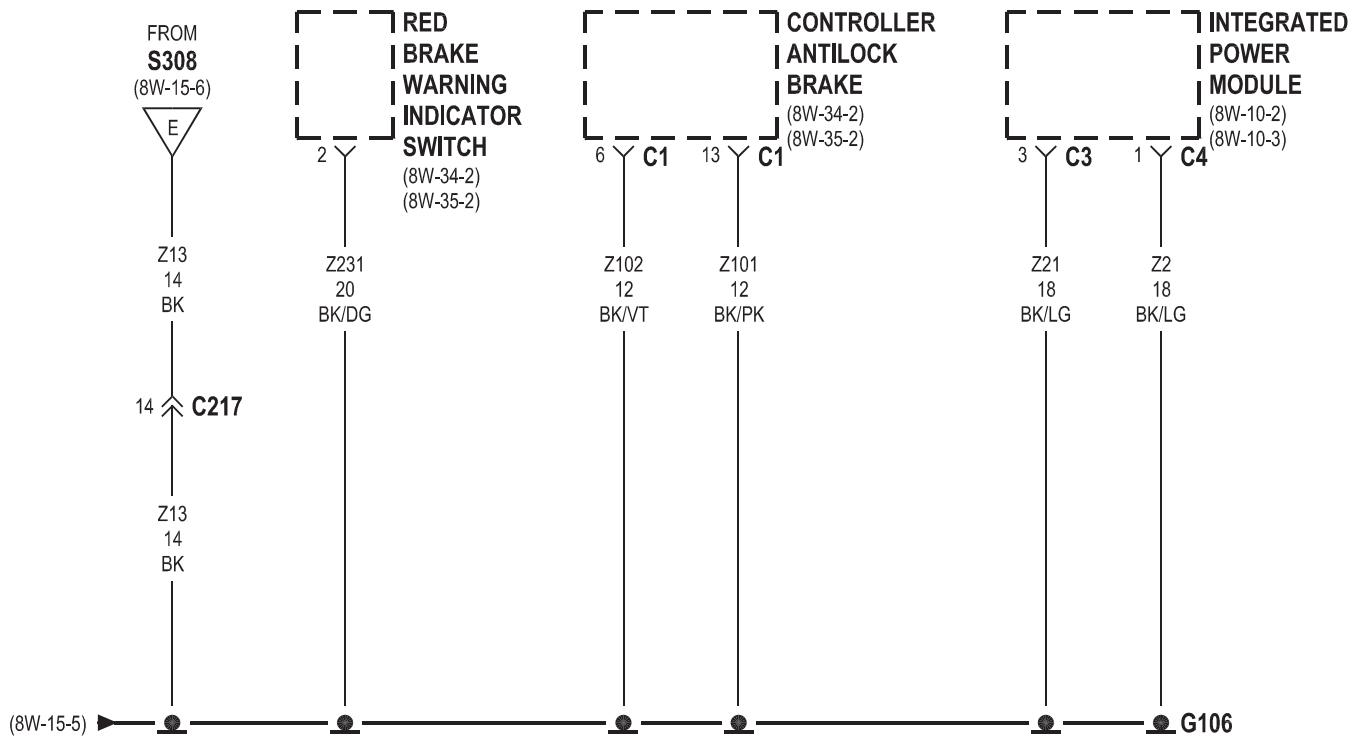 FROM
S308
(8W-15-6)
E
RED
BRAKE
WARNING
INDICATOR
SWITCH
(8W-34-2)
(8W-35-2)
2
CONTROLLER
ANTILOCK
BRAKE
(8W-34-2)
(8W-35-2)
6 C1
13 C1
INTEGRATED
POWER
MODULE
(8W-10-2)
(8W-10-3)
3 C3
1 C4
Z13
14
BK
Z231
20
BK/DG
Z102
12
BK/VT
Z101
12
BK/PK
Z21
18
BK/LG
Z2
18
BK/LG
14 C217
Z13
14
BK
(8W-15-5)
G106